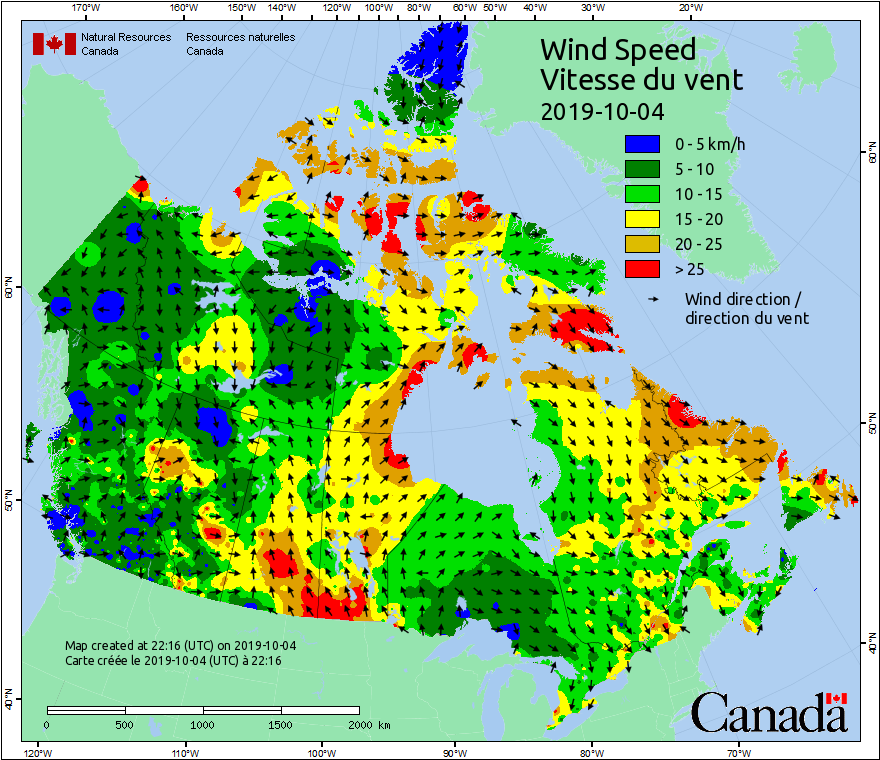 170°W 160°W 150°W 140°W 130°W 120°W 110°W 100°W 80°W 60°W 50°W 40°W 30°W 20°W
Natural Resources Ressources naturelles
Canada Canada
Wind Speed
Vitesse du vent
2019-10-04
0 - 5 km/h
5 - 10
10 - 15
15 - 20
20 - 25
> 25
Wind direction /
direction du vent
60°N
60°N
50°N
50°N
40°N
40°N
Map created at 22:16 (UTC) on 2019-10-04
Carte créée le 2019-10-04 (UTC) à 22:16
0 500 1000 1500 2000 km
Canada
120°W 110°W 100°W 90°W 80°W 70°W